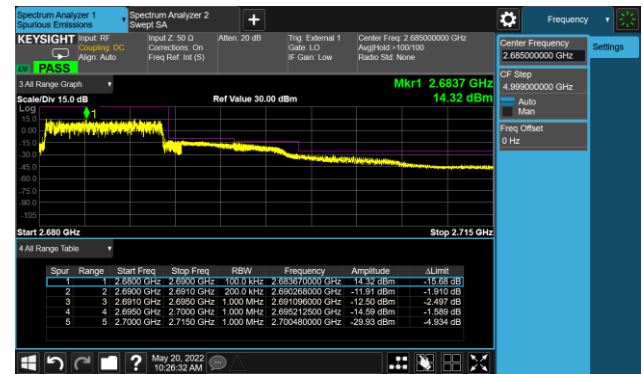 Spectrum Analyzer 1
Spurious Emissions
Spectrum Analyzer 2
Swept SA
Frequency
KEYSIGHT
Input: RF
Coupling: DC
Align: Auto
Input Z: 50 Ω
Corrections: On
Freq Ref: Int (S)
Atten: 20 dB
Trig: External 1
Gate: LO
IF Gain: Low
Center Freq: 2.685000000 GHz
Avg|Hold:>100/100
Radio Std: None
PASS
Center Frequency
2.685000000 GHz
Settings
CF Step
4.999000000 GHz
Auto
Man
Freq Offset
0 Hz
3 All Range Graph
Mkr1 2.6837 GHz
Scale/Div 15.0 dB
Ref Value 30.00 dBm
14.32 dBm
Log
1
15.0
0.00
-15.0
-30.0
-45.0
-60.0
-75.0
-90.0
-105
Start 2.680 GHz
Stop 2.715 GHz
4 All Range Table
Spur Range Start Freq Stop Freq RBW Frequency Amplitude ΔLimit
1 1 2.6800 GHz 2.6900 GHz 100.0 kHz 2.683670000 GHz 14.32 dBm -15.68 dB
2 2 2.6900 GHz 2.6910 GHz 200.0 kHz 2.690268000 GHz -11.91 dBm -1.910 dB
3 3 2.6910 GHz 2.6950 GHz 1.000 MHz 2.691096000 GHz -12.50 dBm -2.497 dB
4 4 2.6950 GHz 2.7000 GHz 1.000 MHz 2.695212500 GHz -14.59 dBm -1.589 dB
5 5 2.7000 GHz 2.7150 GHz 1.000 MHz 2.700480000 GHz -29.93 dBm -4.934 dB
May 20, 2022
10:26:32 AM